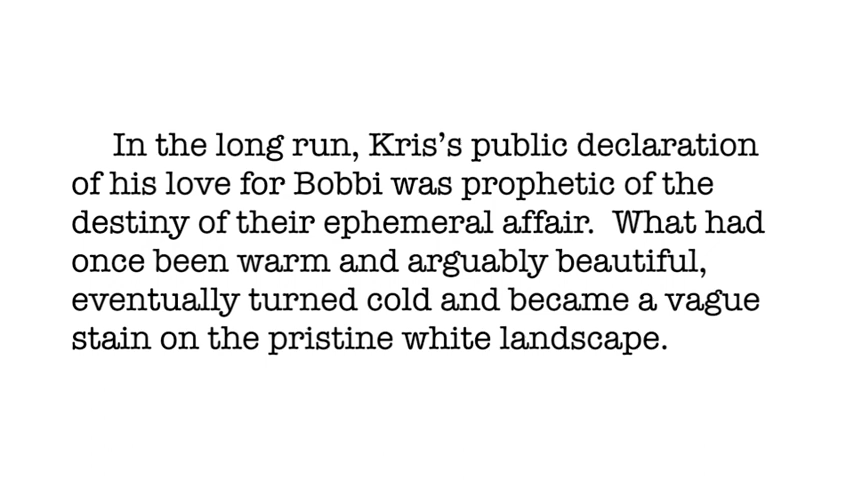 In the long run, Kris’s public declaration
of his love for Bobbi was prophetic of the
destiny of their ephemeral affair.  What had
once been warm and arguably beautiful,
eventually turned cold and became a vague
stain on the pristine white landscape.